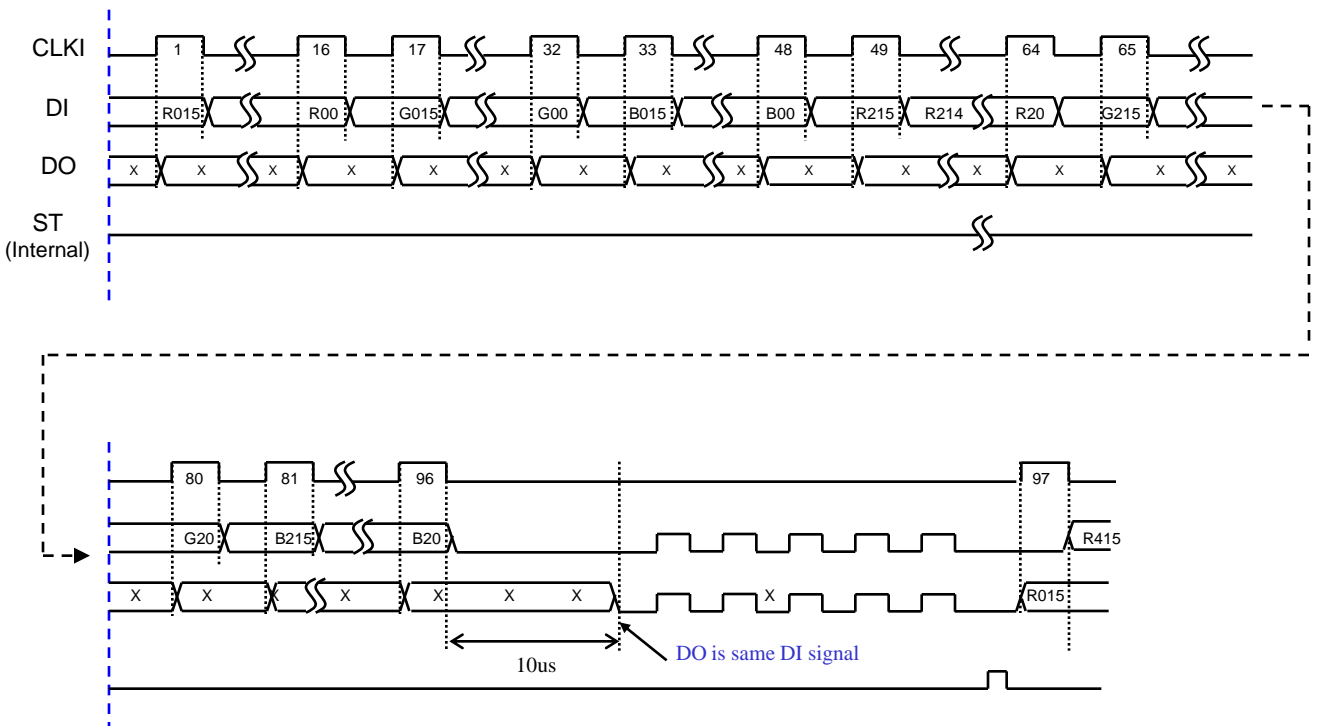 CLKI 1 16 17 32 33 48 49 64 65
DI R015 R00 G015 G00 B015 B00 R215 R214 R20 G215
DO X X X X X X X X X X X X X X X
ST
(Internal)
80 81 96 97
G20 B215 B20 R415
X X X X X X X X R015
DO is same DI signal
10us